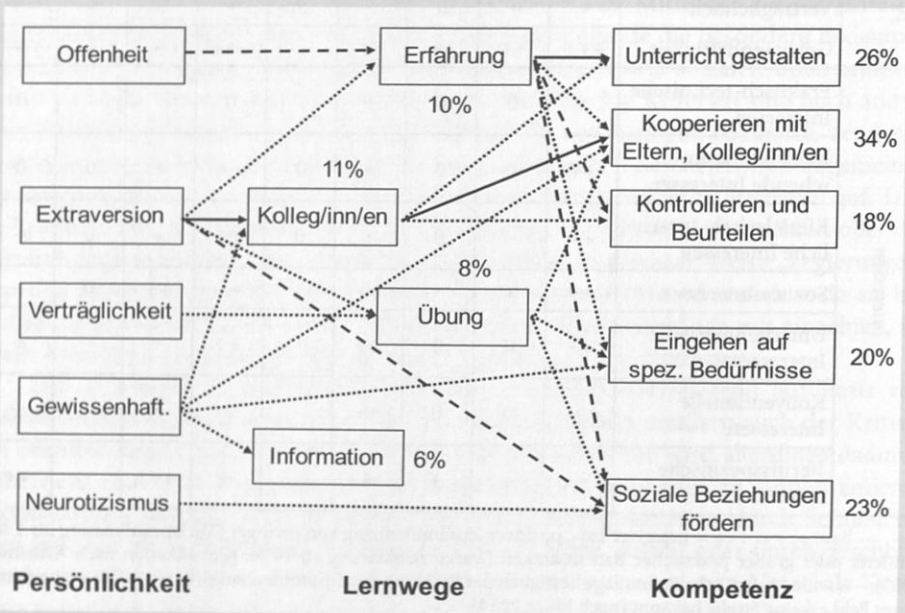 Offenheit
Erfahrung
Unterricht gestalten
26%
10%
Kooperieren mit
Eltern, Kolleg/inn/en
34%
11%
Extraversion
Kolleg/inn/en
Kontrollieren und
Beurteilen
18%
8%
Verträglichkeit
Übung
Eingehen auf
spez. Bedürfnisse
20%
Gewissenhaft.
Information
6%
Neurotizismus
Soziale Beziehungen
fördern
23%
Persönlichkeit
Lernwege
Kompetenz